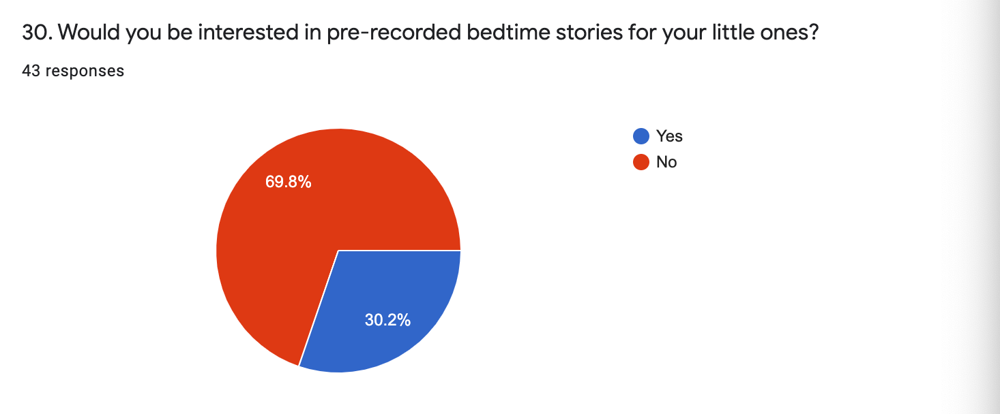 30. Would you be interested in pre-recorded bedtime stories for your little ones?
43 responses
Yes
No
69.8%
30.2%